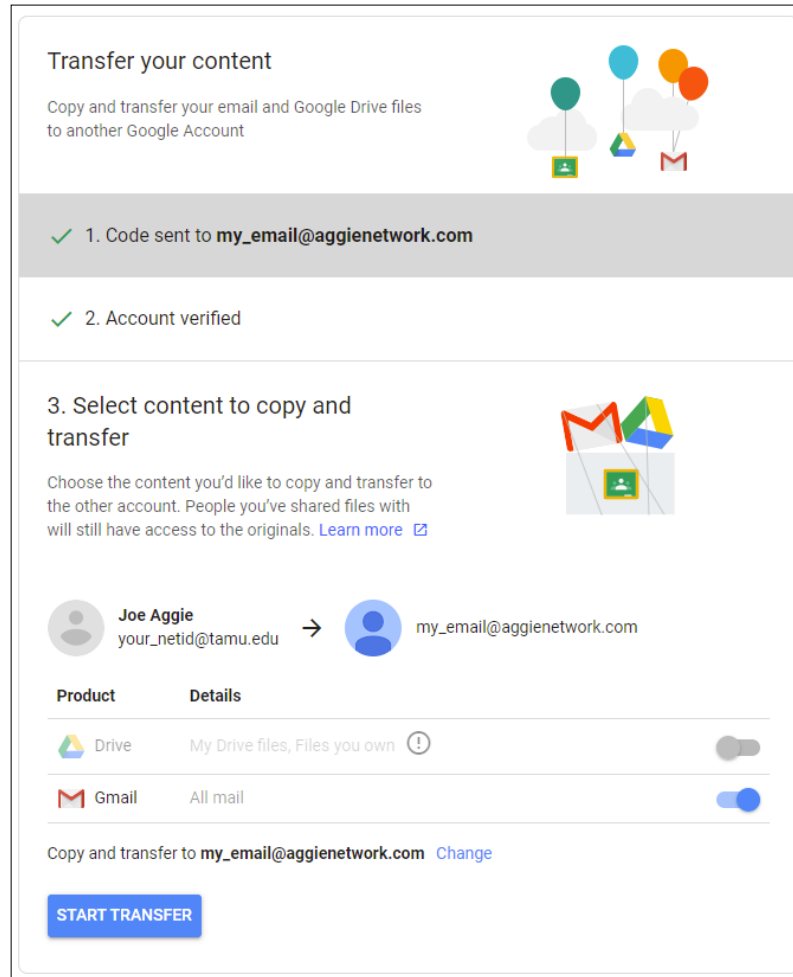 Transfer your content
Copy and transfer your email and Google Drive files
to another Google Account
1. Code sent to my_email@aggienetwork.com
2. Account verified
3. Select content to copy and
transfer
Choose the content you'd like to copy and transfer to
the other account. People you've shared files with
will still have access to the originals. Learn more
Joe Aggie
your_netid@tamu.edu
my_email@aggienetwork.com
Product Details
Drive My Drive files, Files you own
Gmail All mail
Copy and transfer to my_email@aggienetwork.com Change
START TRANSFER